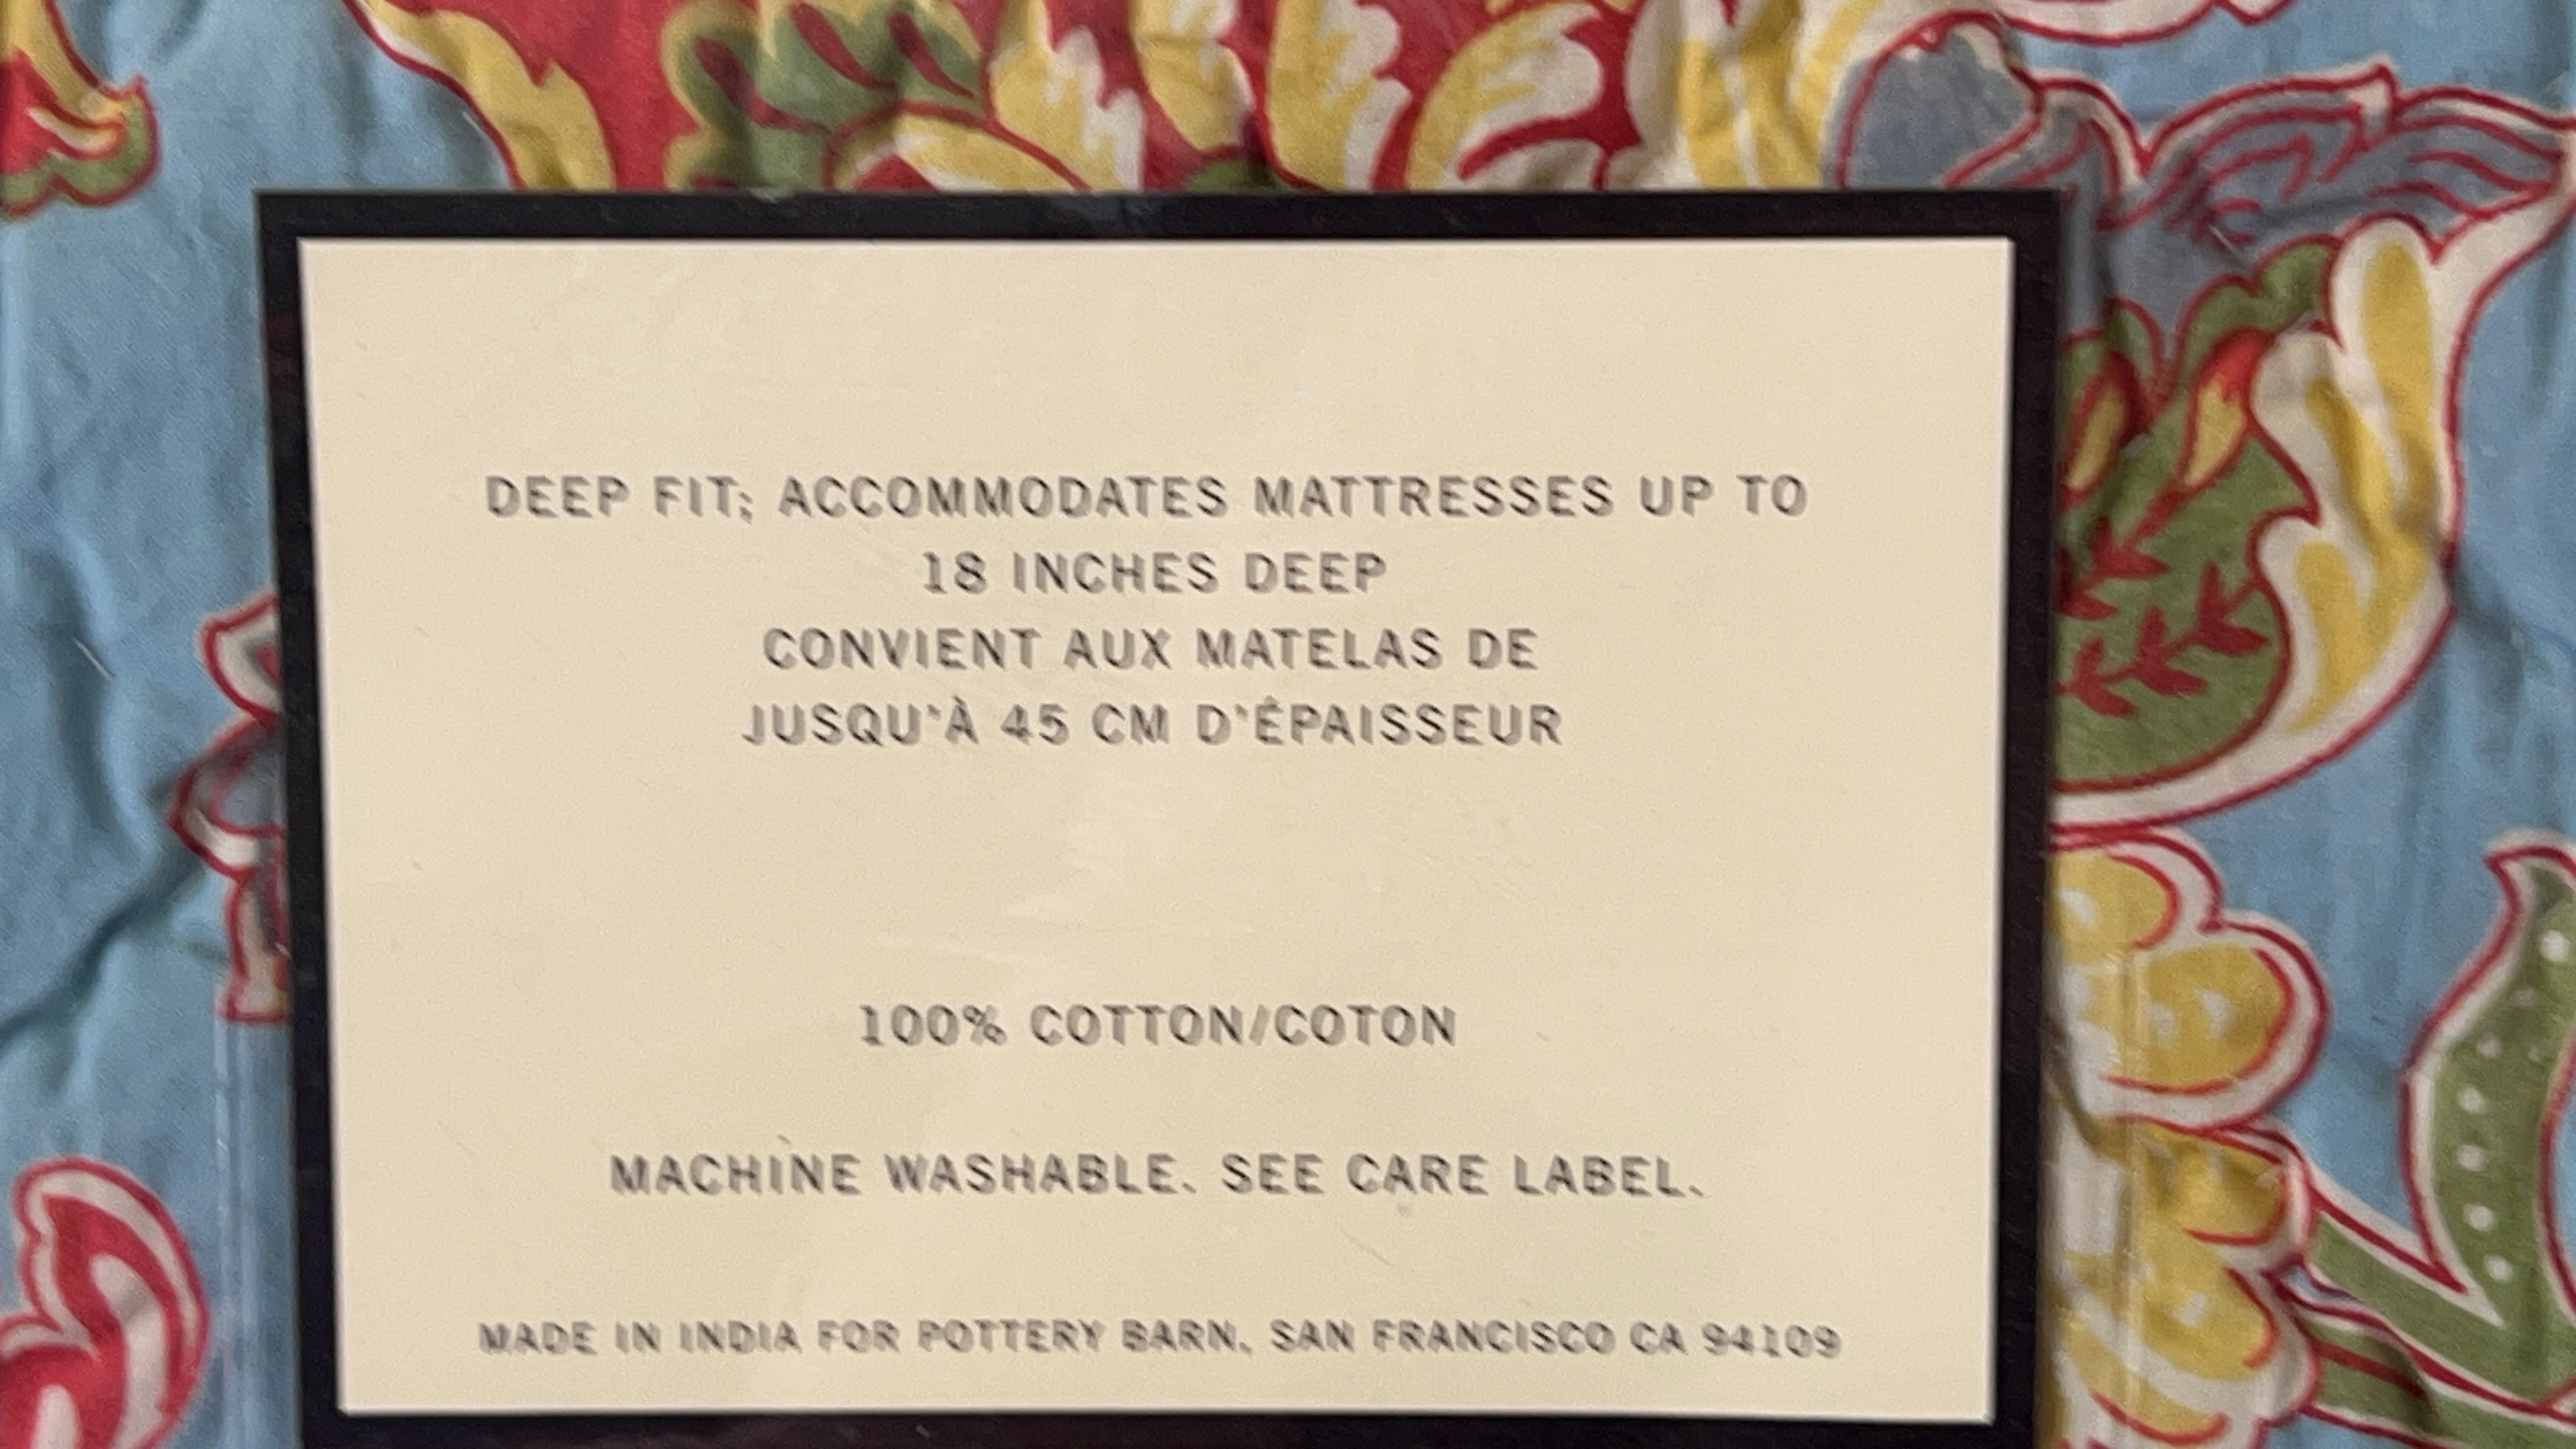 DEEP FIT; ACCOMMODATES MATTRESSES UP TO
18 INCHES DEEP
CONVIENT AUX MATELAS DE
JUSQU'À 45 CM D'ÉPAISSEUR
100% COTTON/COTON
MACHINE WASHABLE. SEE CARE LABEL.
MADE IN INDIA FOR POTTERY BARN, SAN FRANCISCO CA 94109